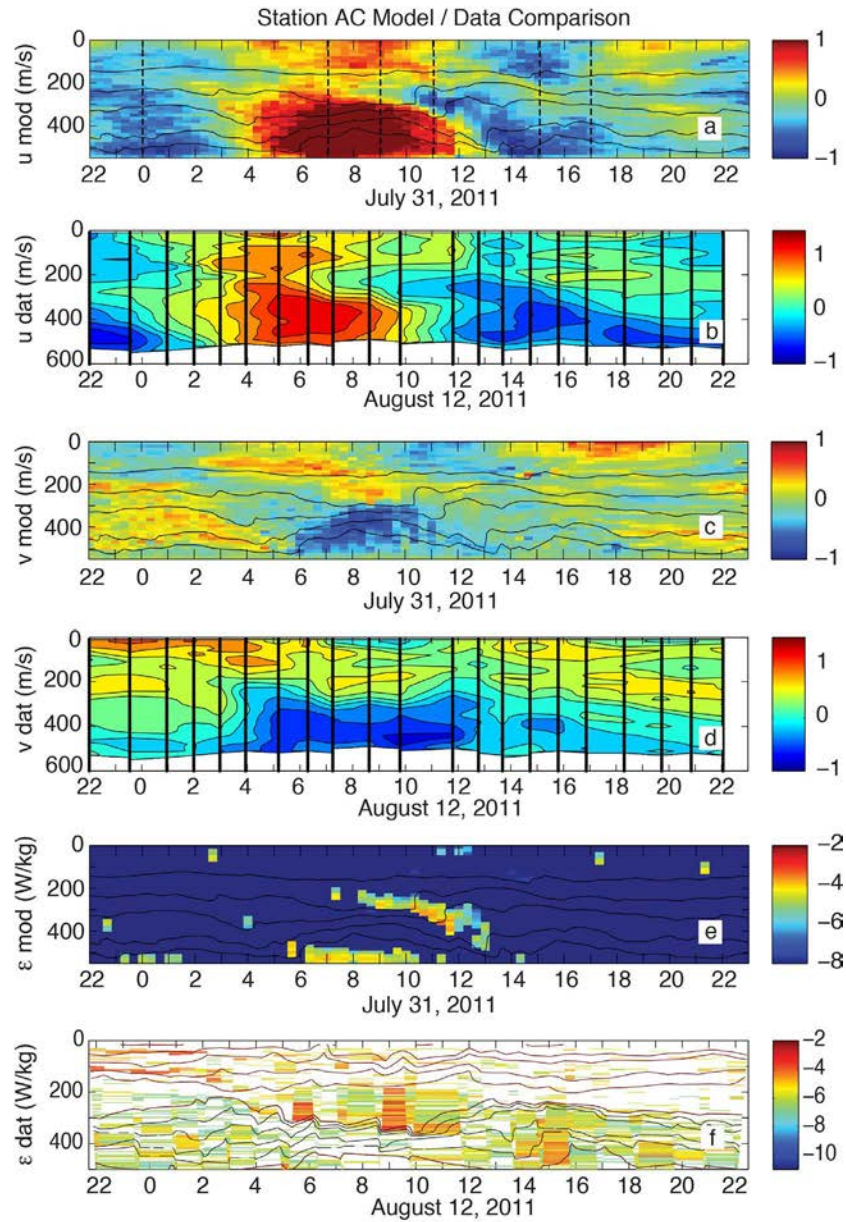 Station AC Model / Data Comparison
u mod (m/s)
0
200
400
a
1
0
−1
22 0 2 4 6 8 10 12 14 16 18 20 22
July 31, 2011
u dat (m/s)
0
200
400
600
b
1
0
−1
22 0 2 4 6 8 10 12 14 16 18 20 22
August 12, 2011
v mod (m/s)
0
200
400
c
1
0
−1
22 0 2 4 6 8 10 12 14 16 18 20 22
July 31, 2011
v dat (m/s)
0
200
400
600
d
1
0
−1
22 0 2 4 6 8 10 12 14 16 18 20 22
August 12, 2011
ε mod (W/kg)
0
200
400
e
−2
−4
−6
−8
22 0 2 4 6 8 10 12 14 16 18 20 22
July 31, 2011
ε dat (W/kg)
0
200
400
f
−2
−4
−6
−8
−10
22 0 2 4 6 8 10 12 14 16 18 20 22
August 12, 2011